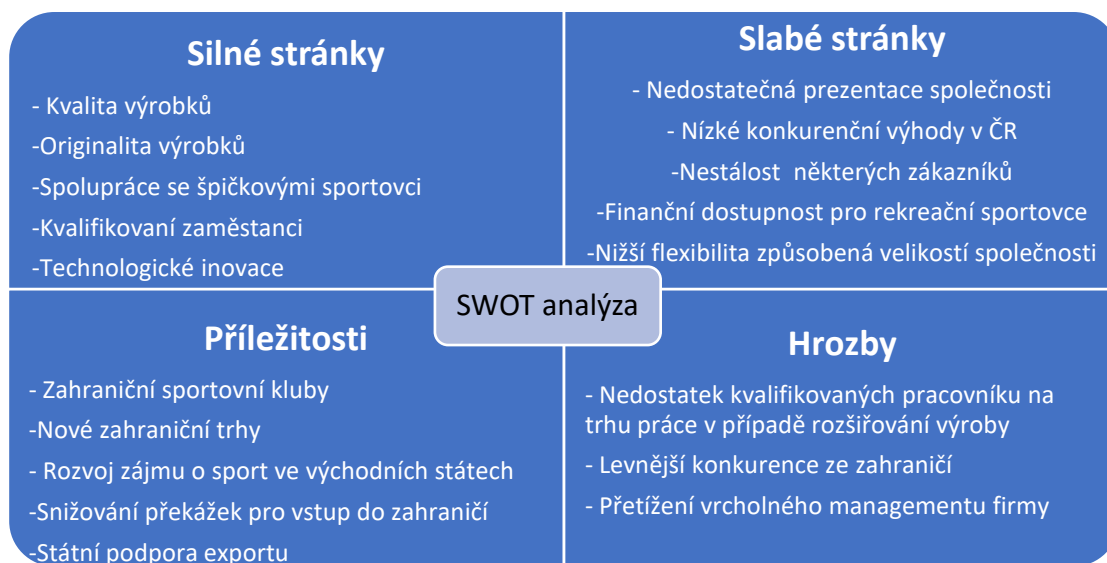 Silné stránky
- Kvalita výrobků
-Originalita výrobků
-Spolupráce se špičkovými sportovci
-Kvalifikovaní zaměstanci
-Technologické inovace
Slabé stránky
- Nedostatečná prezentace společnosti
- Nízké konkurenční výhody v ČR
-Nestálost některých zákazníků
-Finanční dostupnost pro rekreační sportovce
-Nižší flexibilita způsobená velikostí společnosti
SWOT analýza
Příležitosti
- Zahraniční sportovní kluby
-Nové zahraniční trhy
- Rozvoj zájmu o sport ve východních státech
-Snižování překážek pro vstup do zahraničí
-Státní podpora exportu
Hrozby
- Nedostatek kvalifikovaných pracovníku na
trhu práce v případě rozšiřování výroby
- Levnější konkurence ze zahraničí
- Přetížení vrcholného managementu firmy